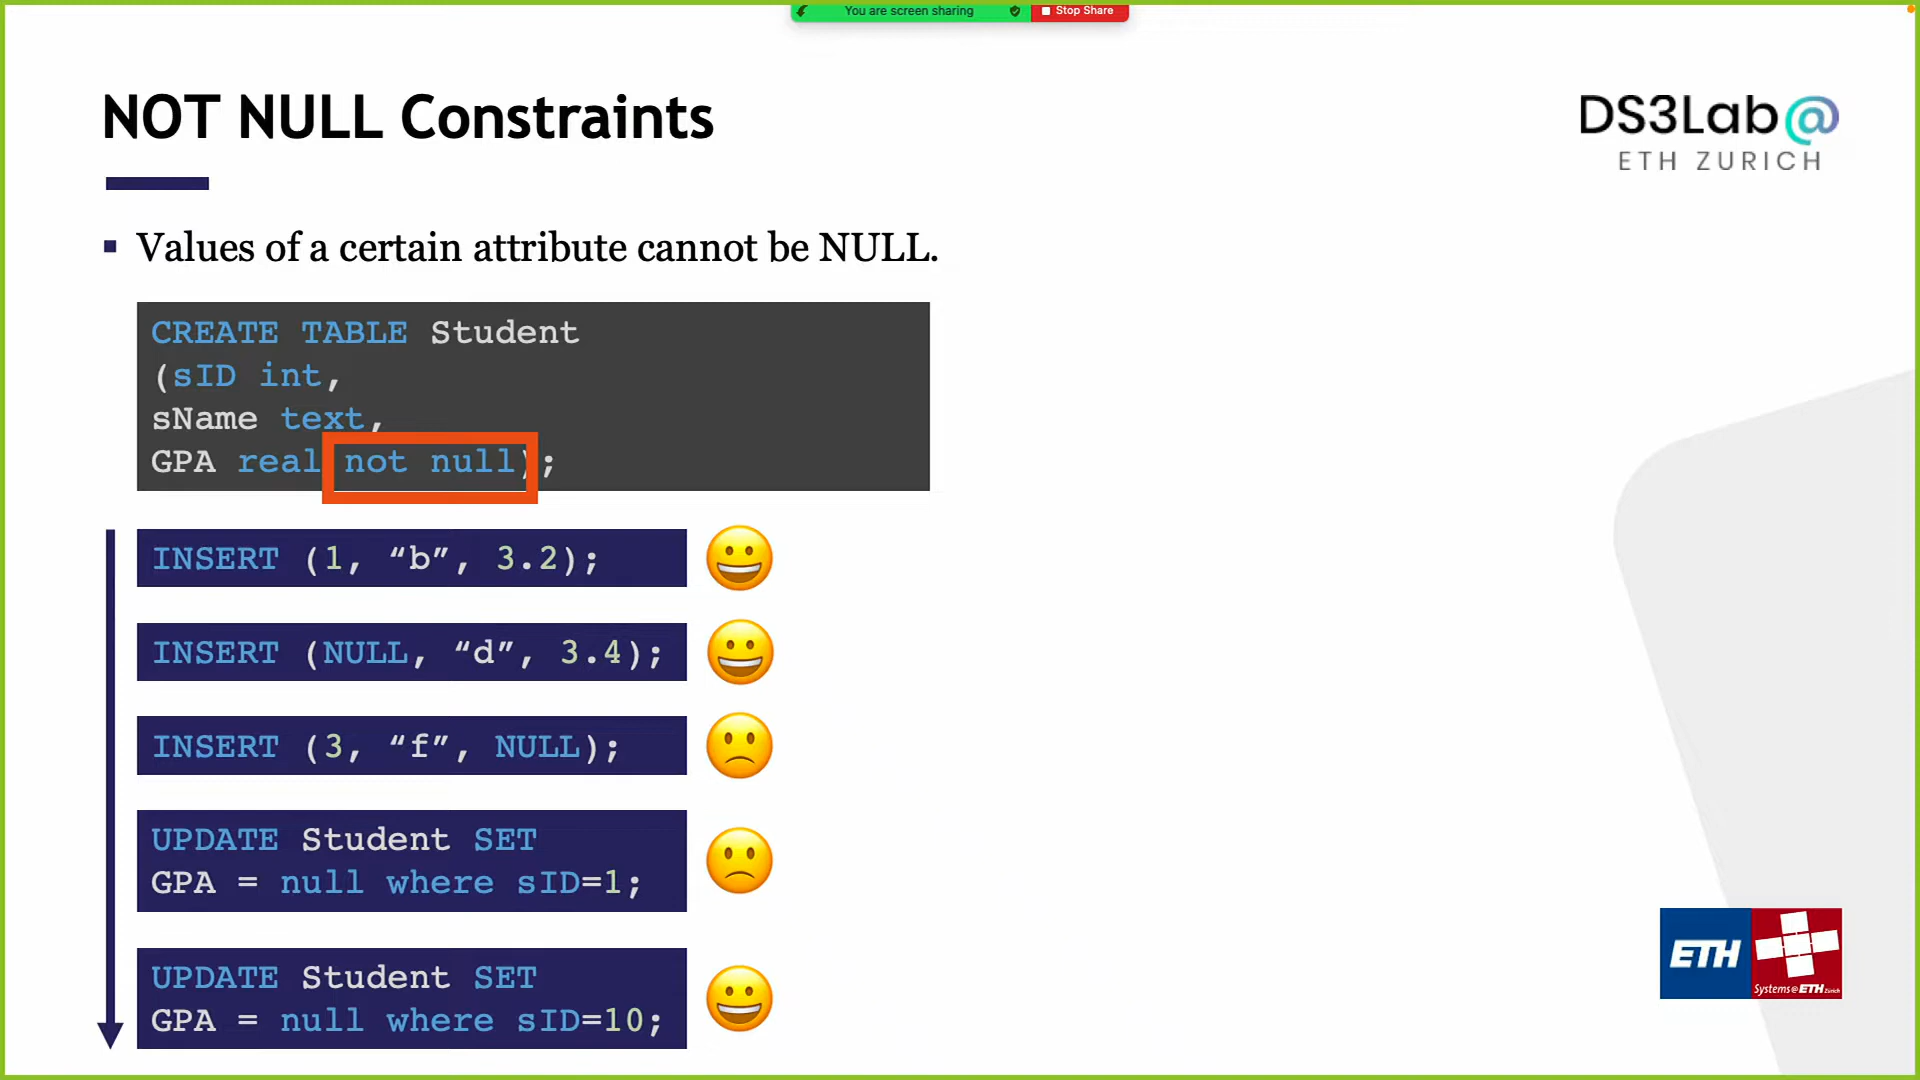 You are screen sharing
Stop Share
NOT NULL Constraints
DS3Lab@
ETH ZURICH
▪ Values of a certain attribute cannot be NULL.
CREATE TABLE Student
(sID int,
sName text,
GPA real not null);
INSERT (1, “b”, 3.2);
INSERT (NULL, “d”, 3.4);
INSERT (3, “f”, NULL);
UPDATE Student SET
GPA = null where sID=1;
UPDATE Student SET
GPA = null where sID=10;
ETH
Systems@ETH Zürich